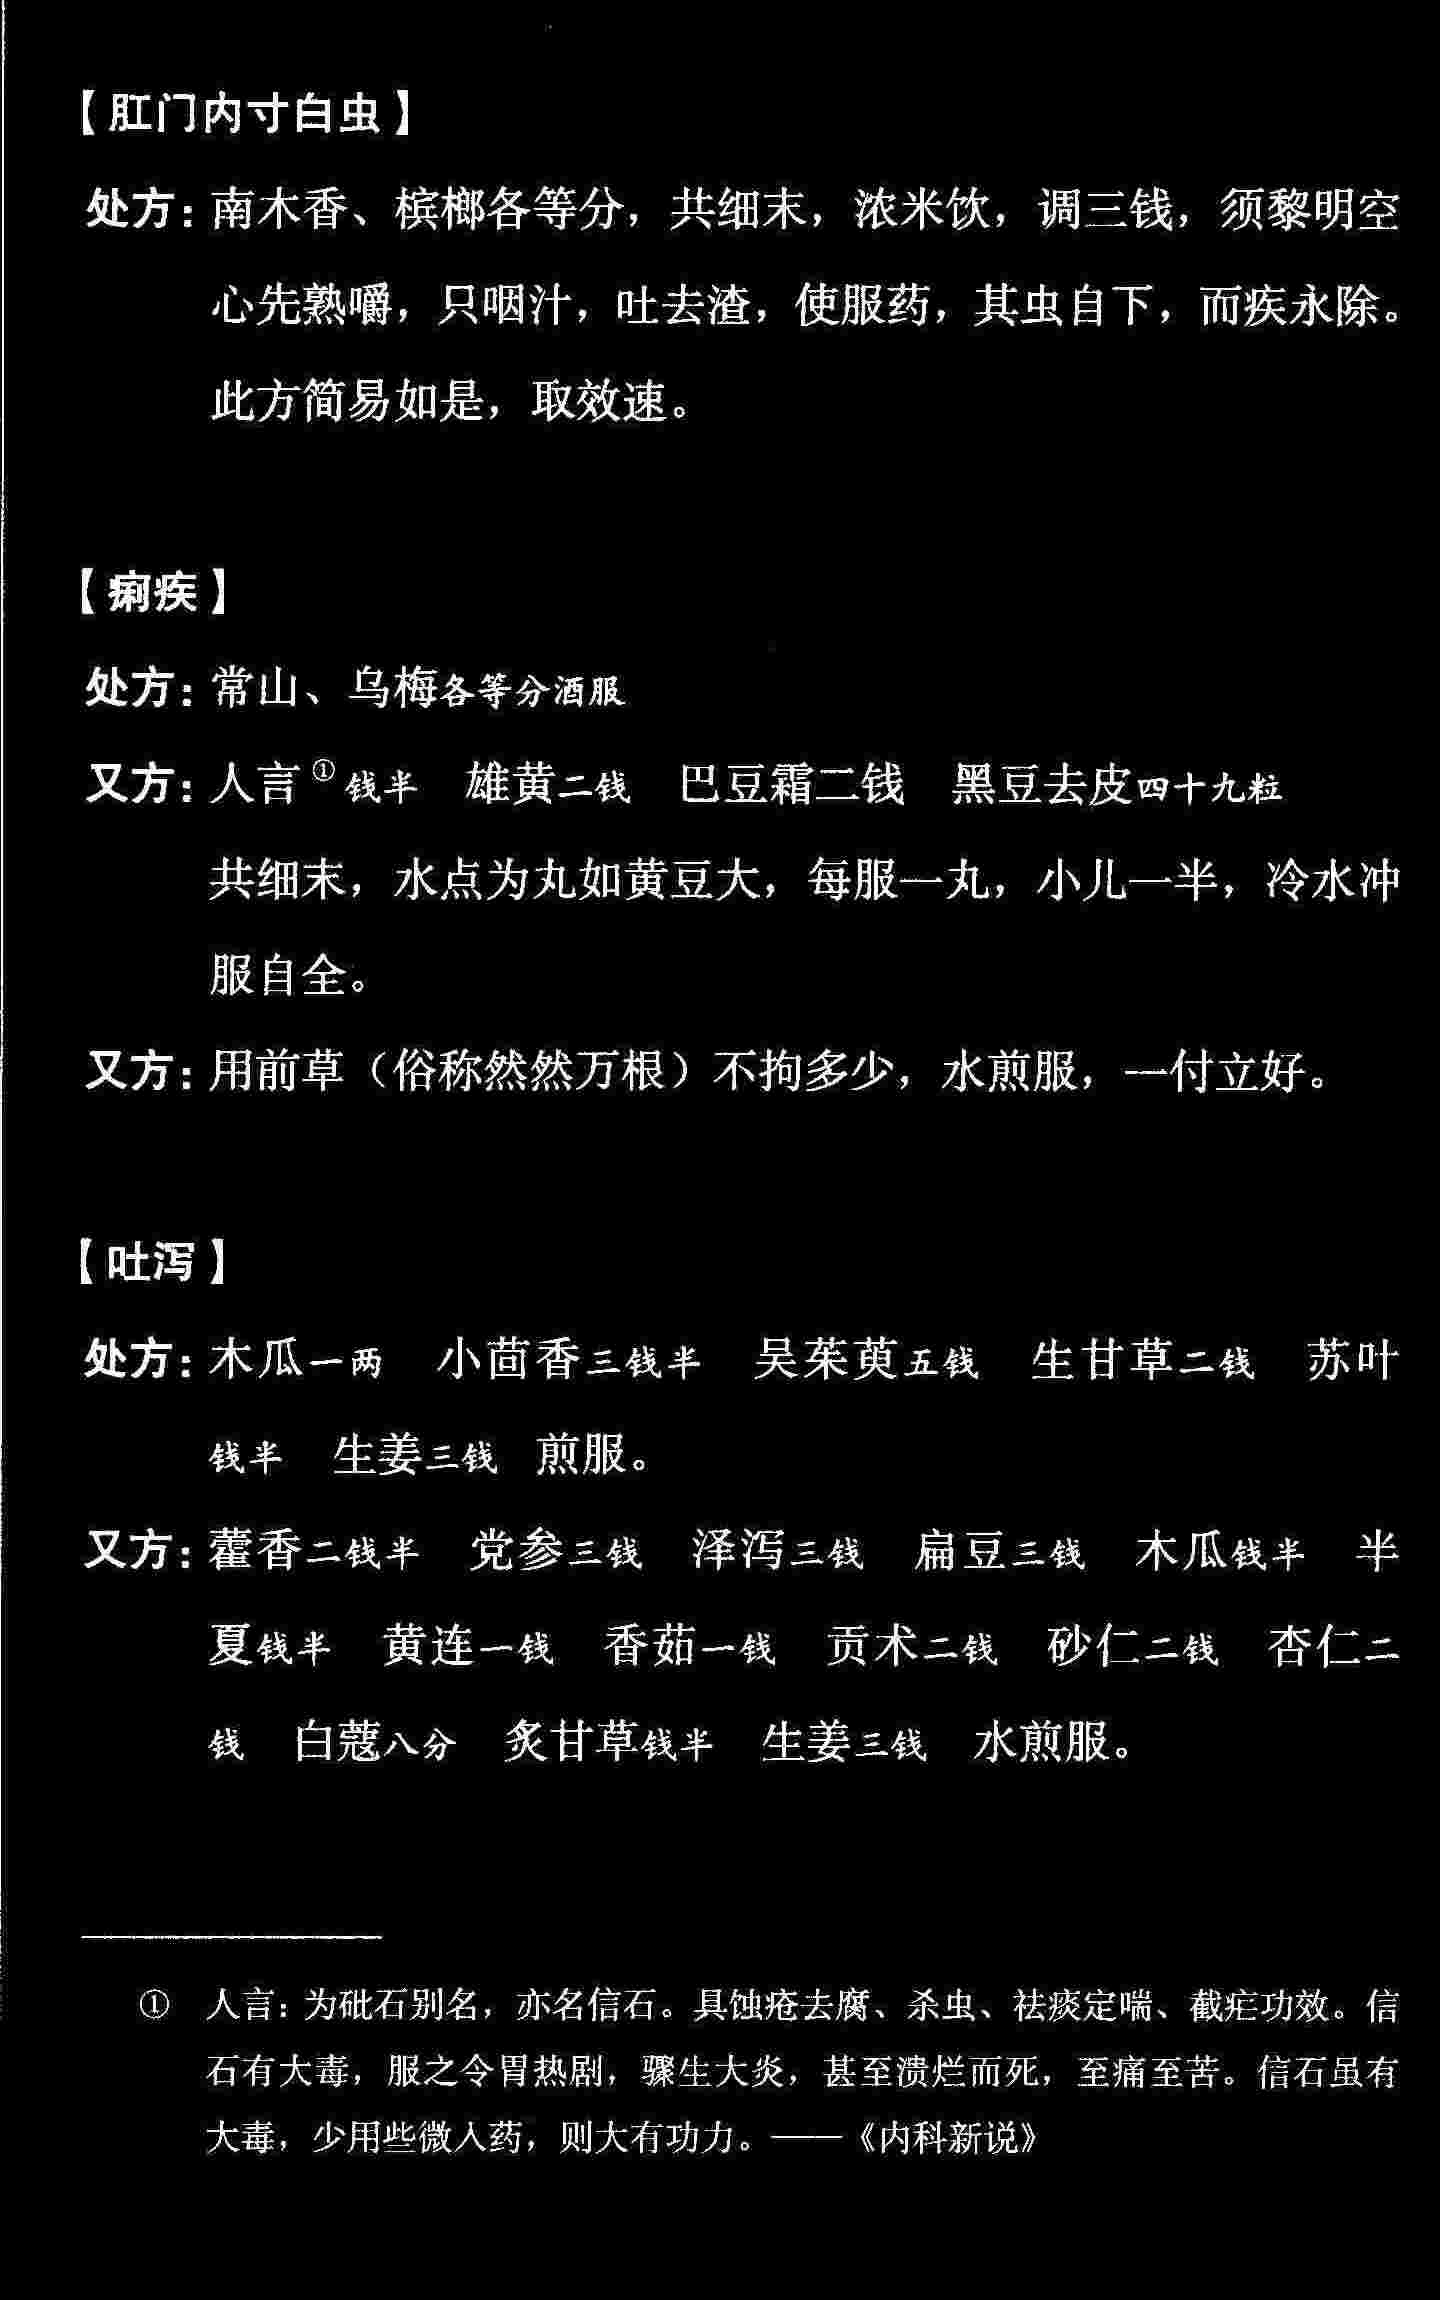 【肛门内寸白虫】
处方：南木香、槟榔各等分，共细末，浓米饮，调三钱，须黎明空
心先熟嚼，只咽汁，吐去渣，使服药，其虫自下，而疾永除。
此方简易如是，取效速。
【痢疾】
处方：常山、乌梅各等分酒服
又方：人言①钱半　雄黄二钱　巴豆霜二钱　黑豆去皮四十九粒
共细末，水点为丸如黄豆大，每服一丸，小儿一半，冷水冲
服自全。
又方：用前草（俗称然然万根）不拘多少，水煎服，一付立好。
【吐泻】
处方：木瓜一两　小茴香三钱半　吴茱萸五钱　生甘草二钱　苏叶
钱半　生姜三钱　煎服。
又方：藿香二钱半　党参三钱　泽泻三钱　扁豆三钱　木瓜钱半　半
夏钱半　黄连一钱　香茹一钱　贡术二钱　砂仁二钱　杏仁二
钱　白蔻八分　炙甘草钱半　生姜三钱　水煎服。
①　人言：为砒石别名，亦名信石。具蚀疮去腐、杀虫、祛痰定喘、截疟功效。信
石有大毒，服之令胃热剧，骤生大炎，甚至溃烂而死，至痛至苦。信石虽有
大毒，少用些微入药，则大有功力。——《内科新说》